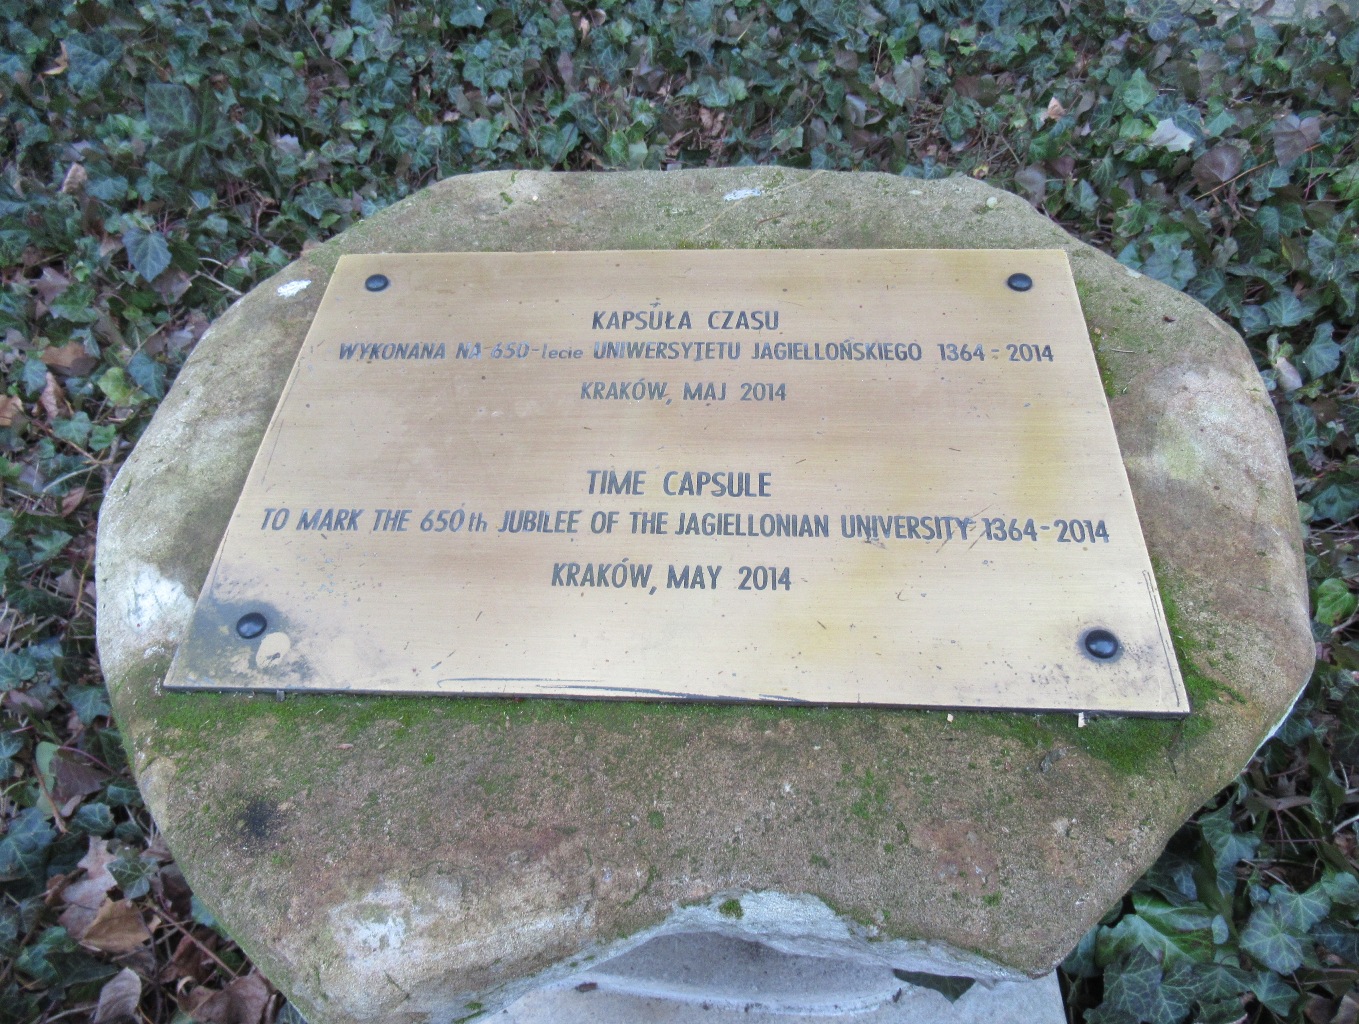 KAPSUŁA CZASU
WYKONANA NA 650-lecie UNIWERSYTETU JAGIELLOŃSKIEGO 1364-2014
KRAKÓW, MAJ 2014
TIME CAPSULE
TO MARK THE 650th JUBILEE OF THE JAGIELLONIAN UNIVERSITY 1364-2014
KRAKÓW, MAY 2014